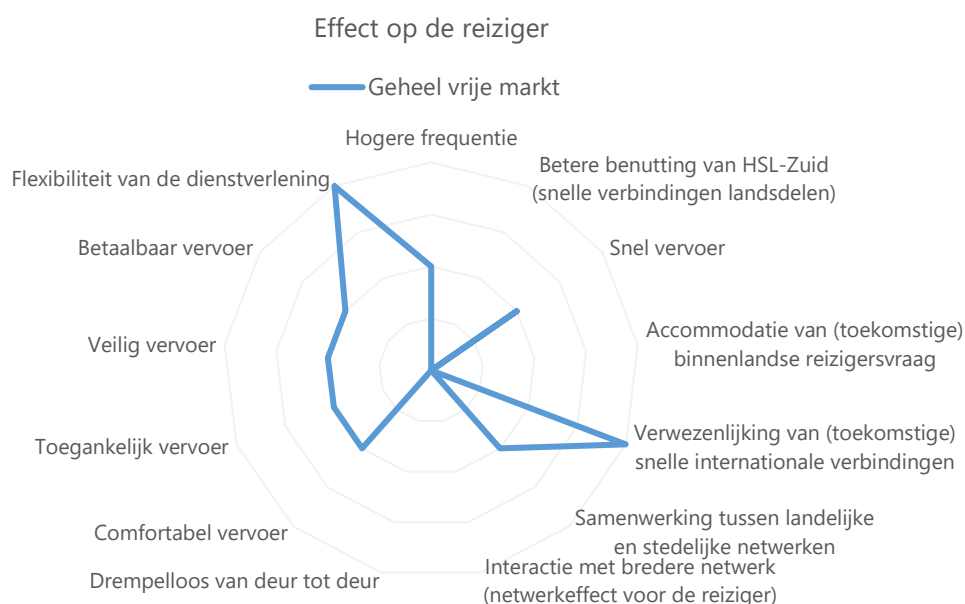 Effect op de reiziger
Geheel vrije markt
Hogere frequentie
Betere benutting van HSL-Zuid
(snelle verbindingen landsdelen)
Snel vervoer
Accommodatie van (toekomstige)
binnenlandse reizigersvraag
Verwezenlijking van (toekomstige)
snelle internationale verbindingen
Samenwerking tussen landelijke
en stedelijke netwerken
Interactie met bredere netwerk
(netwerkeffect voor de reiziger)
Drempelloos van deur tot deur
Comfortabel vervoer
Toegankelijk vervoer
Veilig vervoer
Betaalbaar vervoer
Flexibiliteit van de dienstverlening